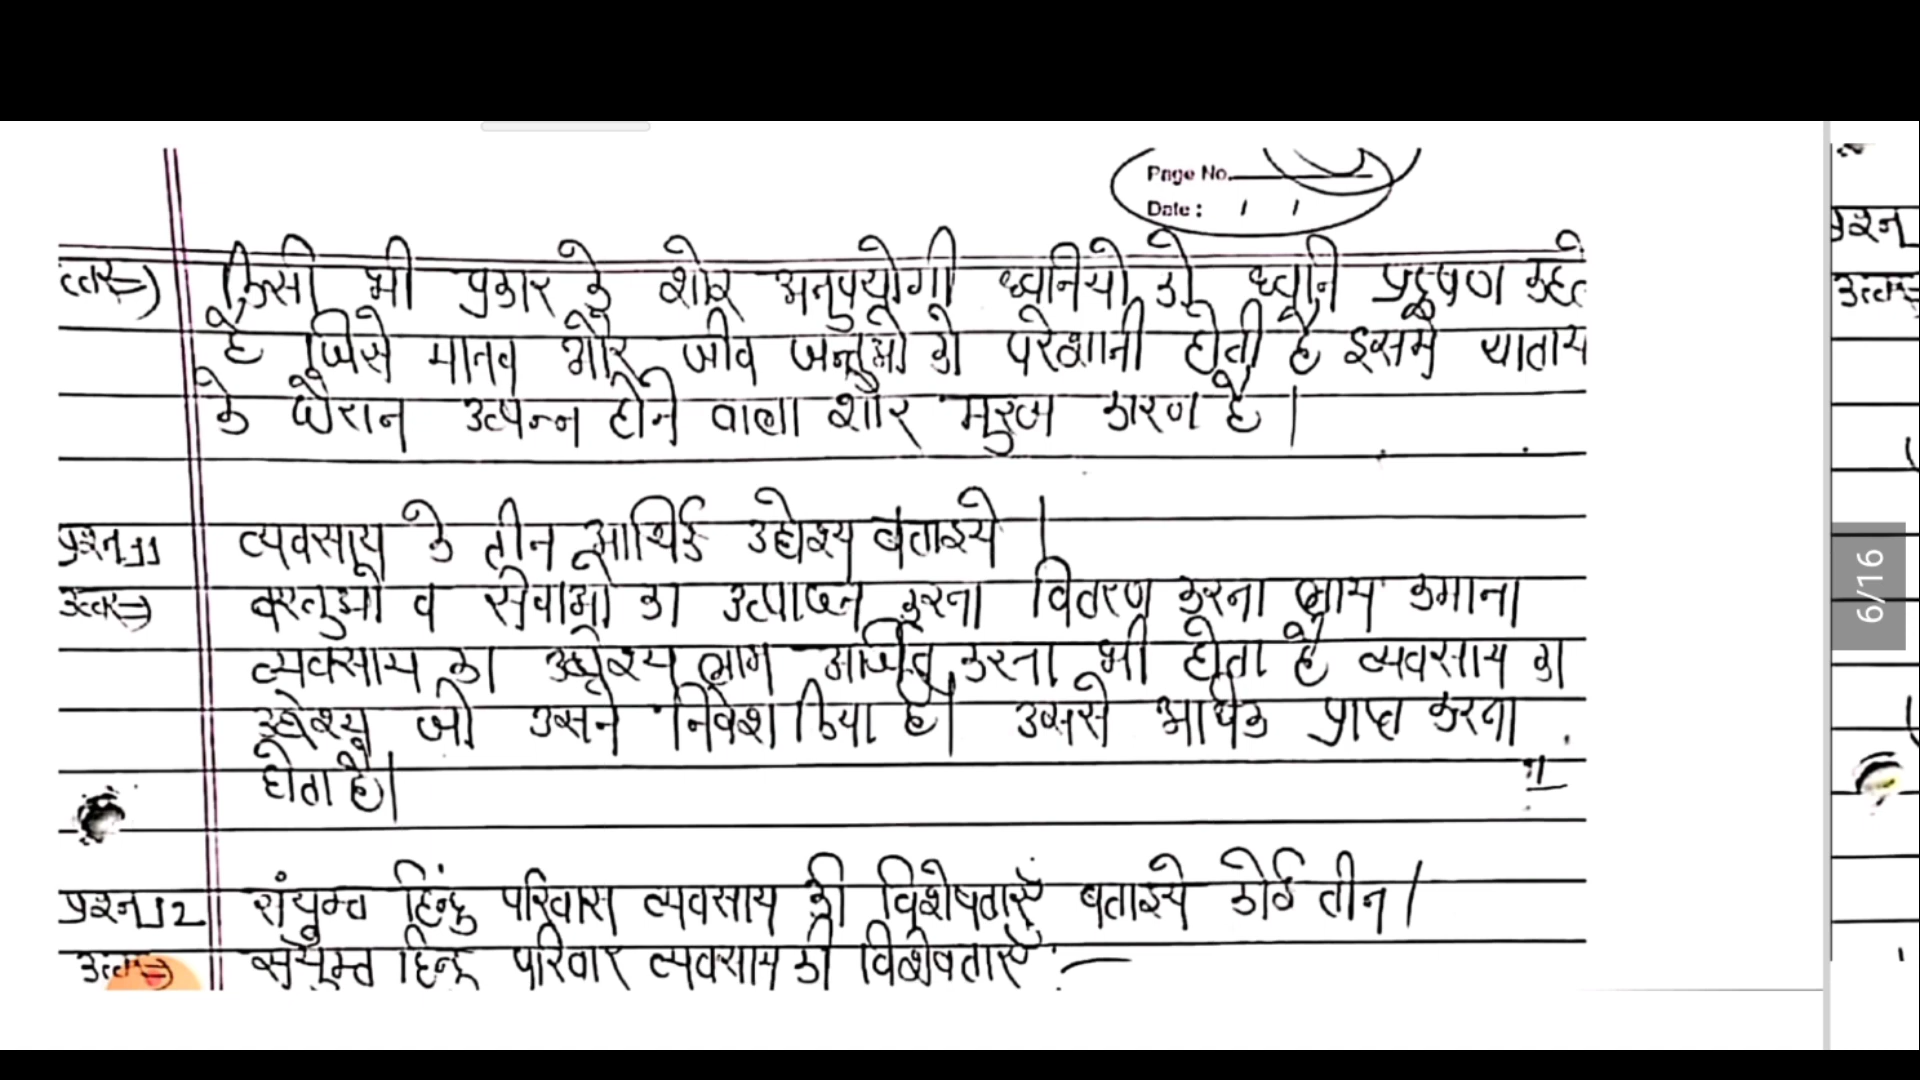 Page No.
Date : / /
त्तर⇒) किसी भी प्रकार के शोर अनुपयोगी ध्वनियो को ध्वनि प्रदूषण कहते
है जिसे मानव और जीव जन्तुओ को परेशानी होती है इसमे याताय
के दौरान उत्पन्न होने वाला शोर मुख्य कारण है।
प्रश्न11 व्यवसाय के तीन आर्थिक उद्येश्य बताइये।
उत्तर⇒ वस्तुओ व सेवाओ का उत्पादन करना वितरण करना लाभ कमाना
व्यवसाय का उद्येश्य लाभ अर्जित करना भी होता है व्यवसाय का
उद्येश्य जो उसने निवेश किया है। उससे अधिक प्राप्त करना
होता है।
प्रश्न12 संयुक्त हिन्दु परिवार व्यवसाय की विशेषताएँ बताइये कोई तीन।
उत्तर⇒ संयुक्त हिन्दु परिवार व्यवसाय की विशेषताएँ :—
प्रश्न
उत्तर
6/16